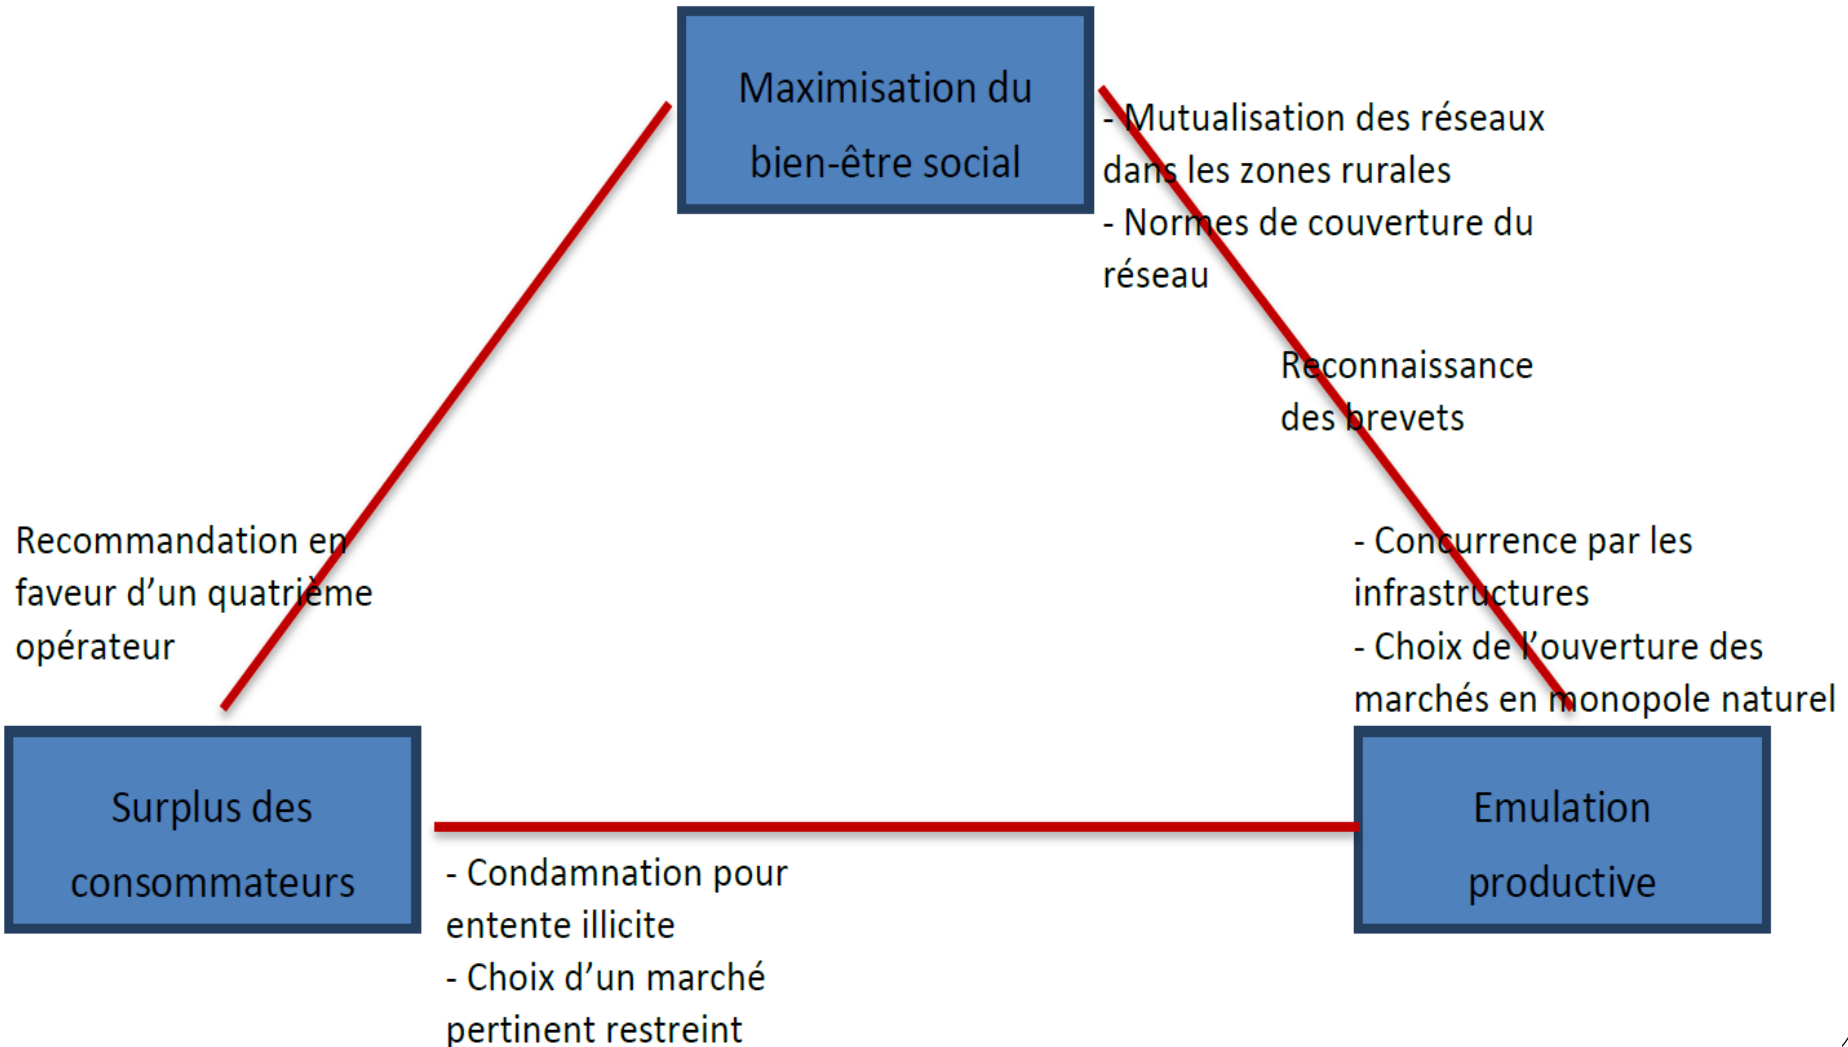 Maximisation du
bien-être social
- Mutualisation des réseaux
dans les zones rurales
- Normes de couverture du
réseau
Reconnaissance
des brevets
Recommandation en
faveur d’un quatrième
opérateur
- Concurrence par les
infrastructures
- Choix de l’ouverture des
marchés en monopole naturel
Surplus des
consommateurs
Emulation
productive
- Condamnation pour
entente illicite
- Choix d’un marché
pertinent restreint